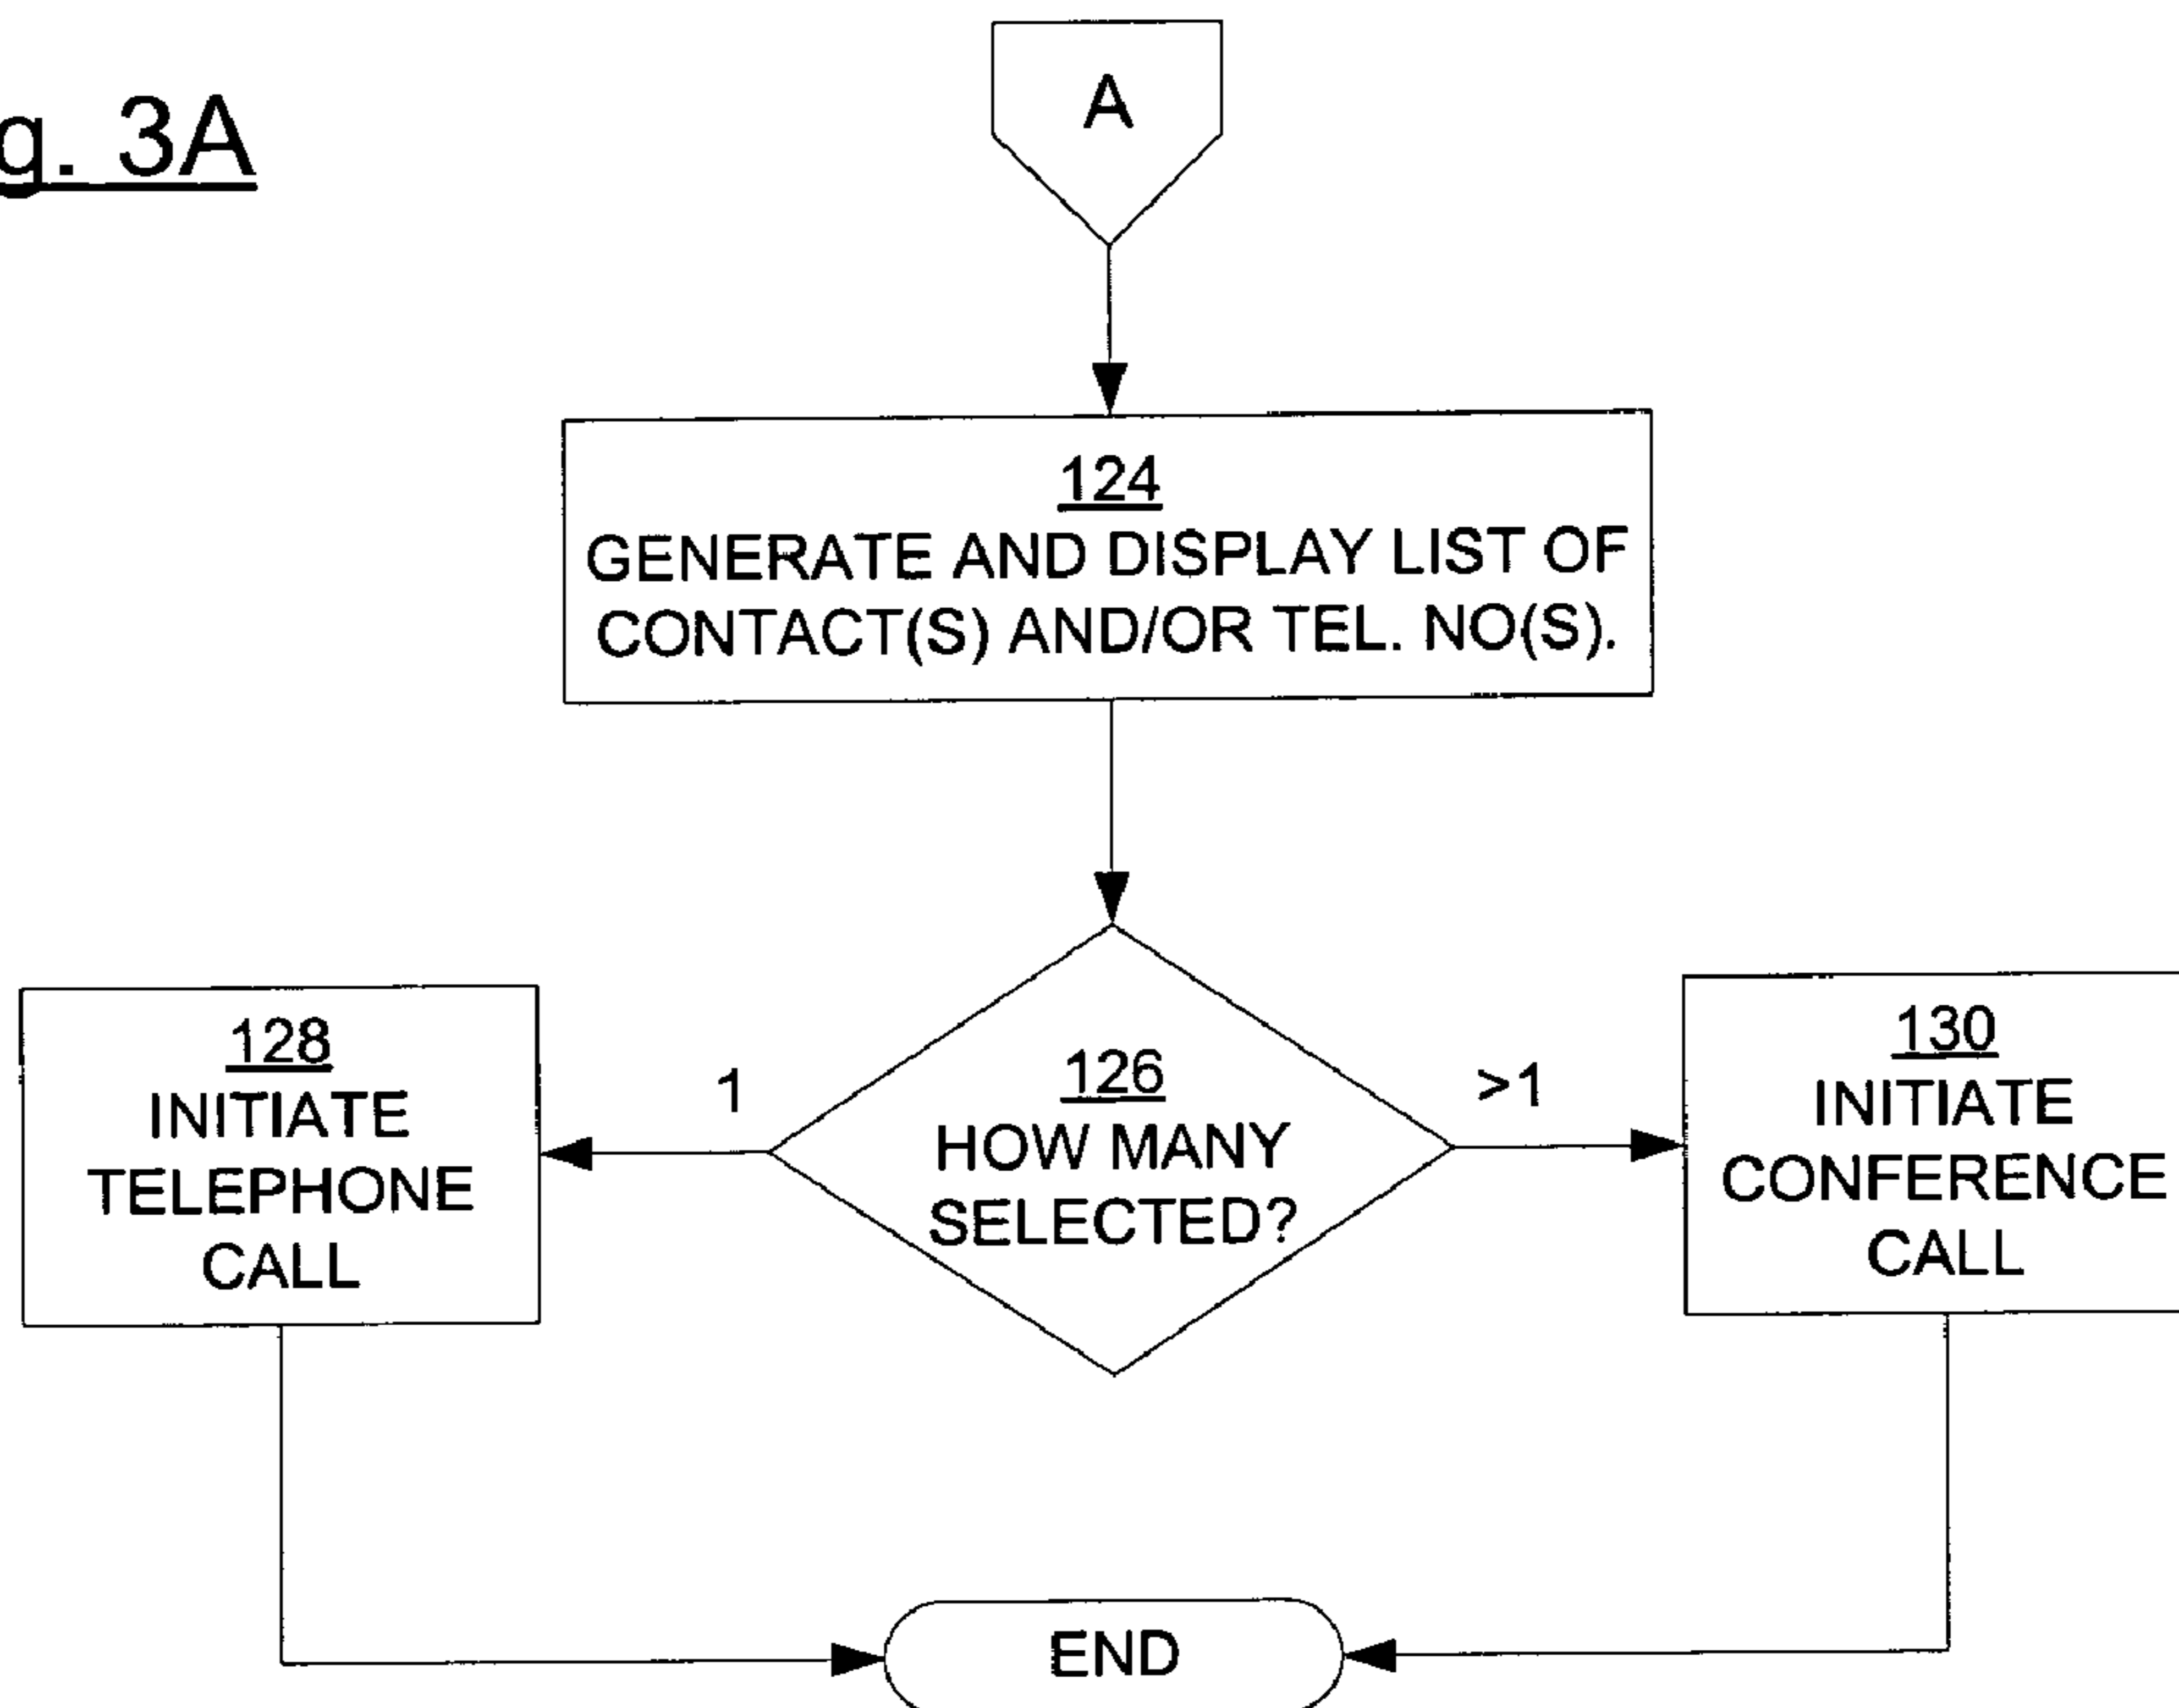 g. 3A
A
124
GENERATE AND DISPLAY LIST OF
CONTACT(S) AND/OR TEL. NO(S).
128
INITIATE
TELEPHONE
CALL
1
126
HOW MANY
SELECTED?
>1
130
INITIATE
CONFERENCE
CALL
END